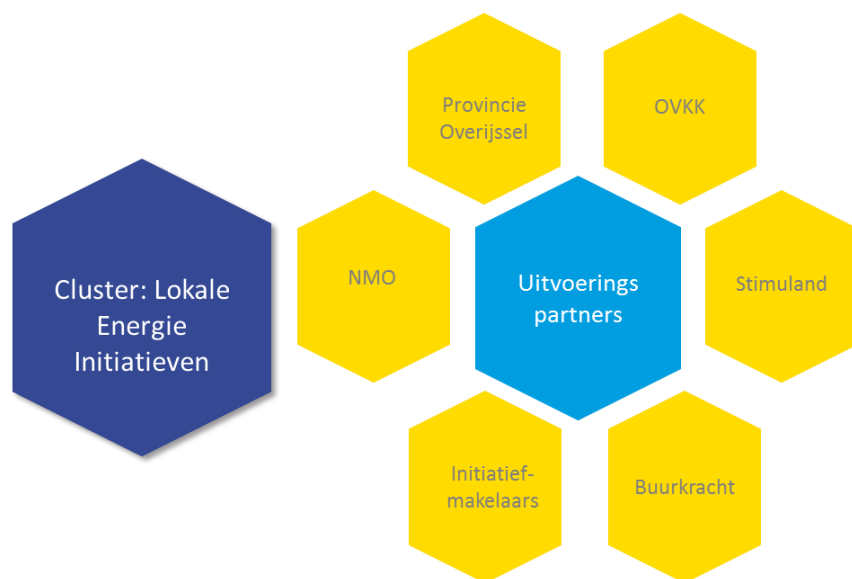 Cluster: Lokale
Energie
Initiatieven
Provincie
Overijssel
OVKK
NMO
Uitvoerings
partners
Stimuland
Initiatief-
makelaars
Buurkracht